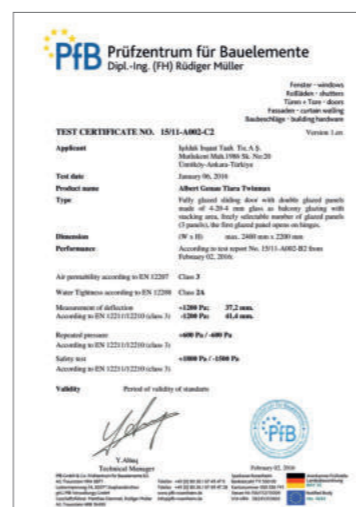 PfB Prüfzentrum für Bauelemente
Dipl.-Ing. (FH) Rüdiger Müller
Fenster - windows
Rollläden - shutters
Türen + Tore - doors
Fassaden - curtain walling
Baubeschläge - building hardware
TEST CERTIFICATE NO. 15/11-A002-C2 Version 1.en
Applicant
Işıldak Inşaat Taah. Tic.A.Ş.
Mutlukent Mah.1986 Sk. No:20
Ümitköy-Ankara-Türkiye
Test date January 06, 2016
Product name Albert Genau Tiara Twinmax
Type Fully glazed sliding door with double glazed panels
made of 4-20-4 mm glass as balcony glazing with
stacking area, freely selectable number of glazed panels
(3 panels), the first glazed panel opens on hinges.
Dimension (W x H) max. 2400 mm x 2200 mm
Performance According to test report No. 15/11-A002-B2 from
February 02, 2016:
Air permeability according to EN 12207 Class 3
Water Tightness according to EN 12208 Class 2A
Measurement of deflection +1200 Pa: 37,2 mm.
According to EN 12211/12210 (class 3) -1200 Pa: 41,4 mm.
Repeated pressure +600 Pa / -600 Pa
According to EN 12211/12210 (class 3)
Safety test +1800 Pa / -1500 Pa
According to EN 12211/12210 (class 3)
Validity Period of validity of standarts
Technical Manager
February 02, 2016
PfB